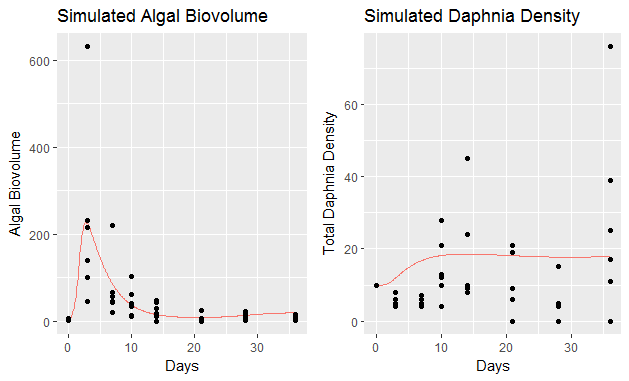 Simulated Algal Biovolume
600
400
200
0
Algal Biovolume
0
10
20
30
Days
Simulated Daphnia Density
60
40
20
0
Total Daphnia Density
0
10
20
30
Days